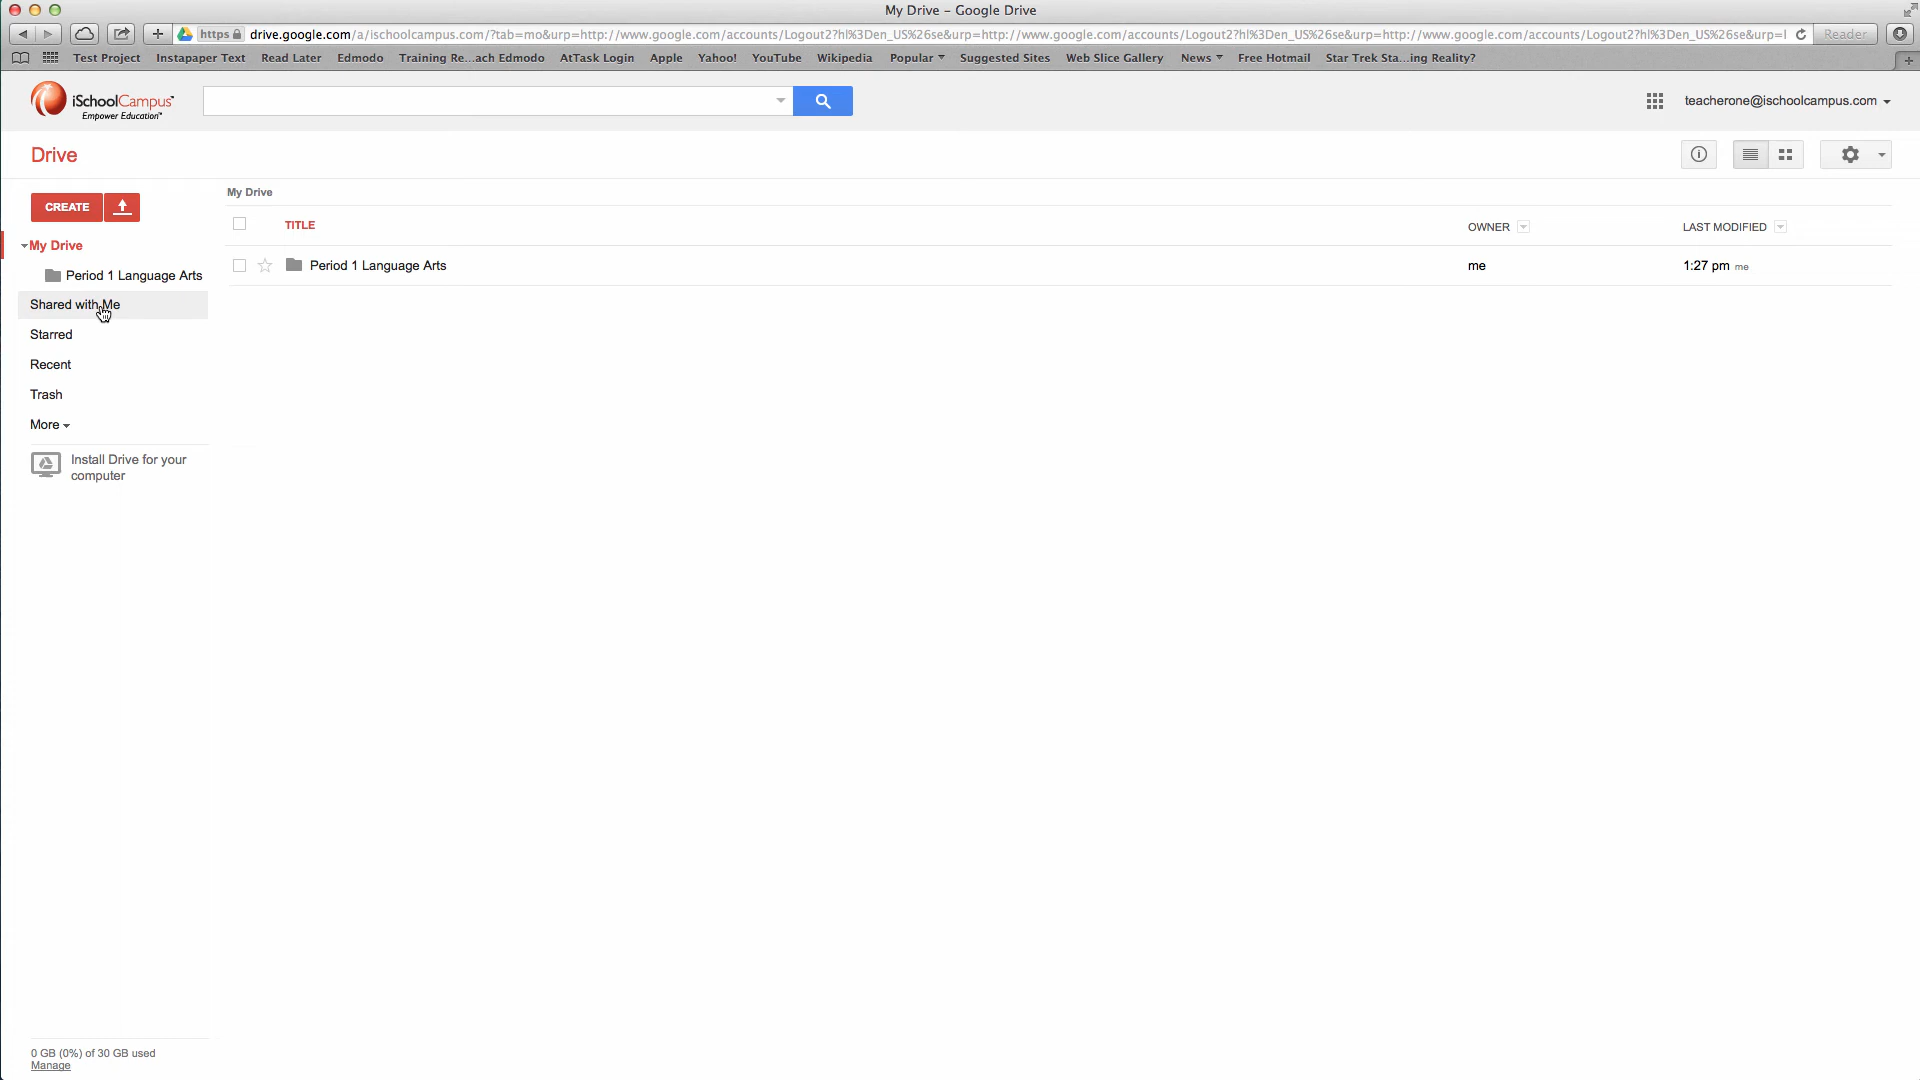 My Drive – Google Drive
https drive.google.com/a/ischoolcampus.com/?tab=mo&urp=http://www.google.com/accounts/Logout2?hl%3Den_US%26se&urp=http://www.google.com/accounts/Logout2?hl%3Den_US%26se&urp=http://www.google.com/accounts/Logout2?hl%3Den_US%26se&urp=l Reader
Test Project Instapaper Text Read Later Edmodo Training Re...ach Edmodo AtTask Login Apple Yahoo! YouTube Wikipedia Popular Suggested Sites Web Slice Gallery News Free Hotmail Star Trek Sta...ing Reality?
iSchoolCampus™
Empower Education™
teacherone@ischoolcampus.com
Drive
CREATE
My Drive
Period 1 Language Arts
Shared with Me
Starred
Recent
Trash
More
Install Drive for your
computer
My Drive
TITLE OWNER LAST MODIFIED
Period 1 Language Arts me 1:27 pm me
0 GB (0%) of 30 GB used
Manage